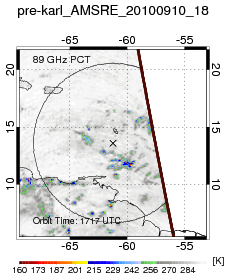 pre-karl_AMSRE_20100910_18
-65 -60 -55
89 GHz PCT
20 20
15 15
10 10
Orbit Time: 1717 UTC
-65 -60 -55
[K]
160 173 187 201 215 229 242 256 270 284